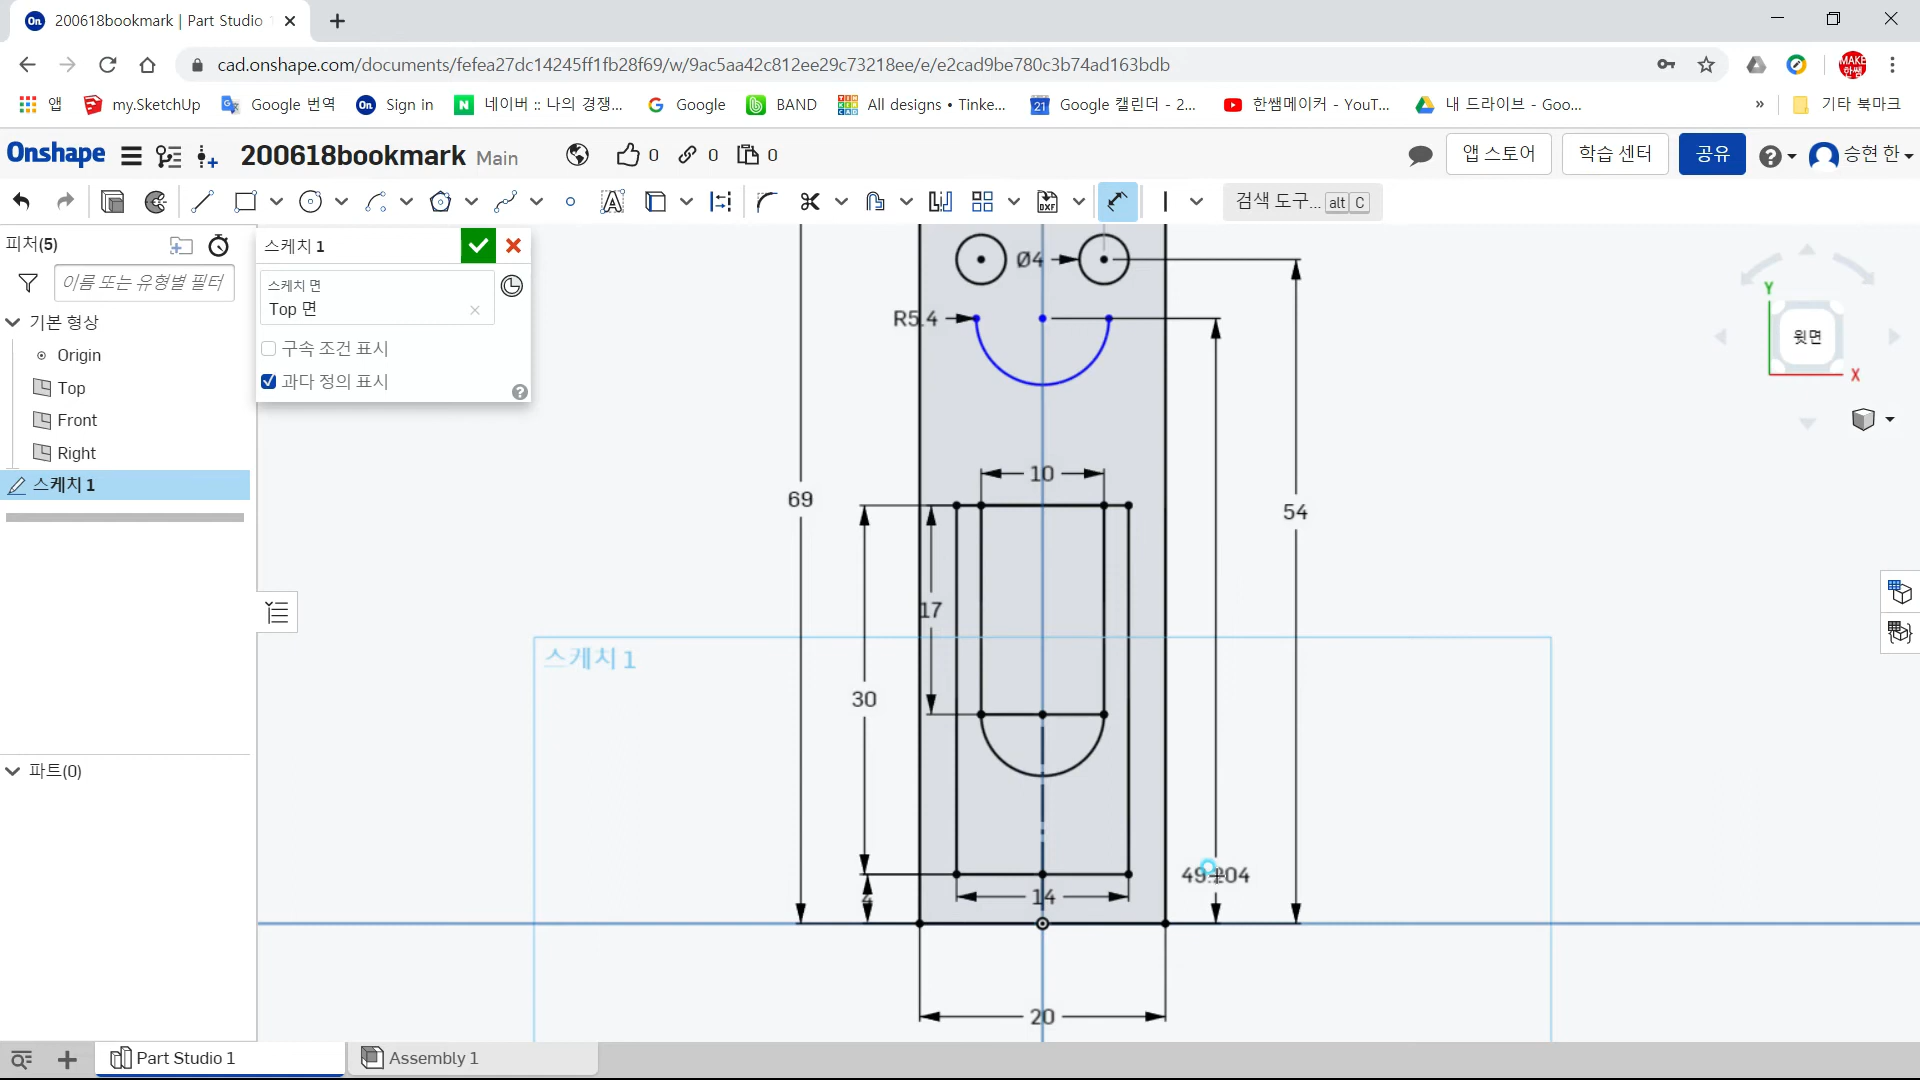 200618bookmark | Part Studio
cad.onshape.com/documents/fefea27dc14245ff1fb28f69/w/9ac5aa42c812ee29c73218ee/e/e2cad9be780c3b74ad163bdb
MAKE 한쌤
앱 my.SketchUp Google 번역 Sign in 네이버 :: 나의 경쟁... Google BAND All designs • Tinke... Google 캘린더 - 2... 한쌤메이커 - YouT... 내 드라이브 - Goo... » 기타 북마크
Onshape 200618bookmark Main 0 0 0 앱 스토어 학습 센터 공유 승현 한
검색 도구... alt C
피처(5)
이름 또는 유형별 필터
기본 형상
Origin
Top
Front
Right
스케치 1
스케치 1
스케치 면
Top 면
구속 조건 표시
과다 정의 표시
Ø4
R5.4
10
69
54
17
스케치 1
30
4
14
20
Y
윗면
X
파트(0)
Part Studio 1
Assembly 1